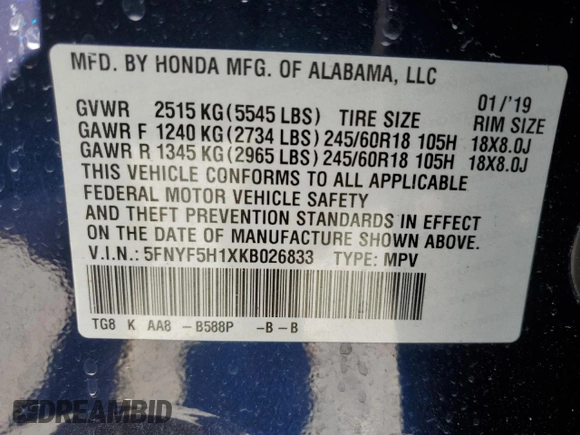 MFD. BY HONDA MFG. OF ALABAMA, LLC
01/'19
GVWR 2515 KG(5545 LBS) TIRE SIZE RIM SIZE
GAWR F 1240 KG(2734 LBS) 245/60R18 105H 18X8.0J
GAWR R 1345 KG(2965 LBS) 245/60R18 105H 18X8.0J
THIS VEHICLE CONFORMS TO ALL APPLICABLE
FEDERAL MOTOR VEHICLE SAFETY
AND THEFT PREVENTION STANDARDS IN EFFECT
ON THE DATE OF MANUFACTURE SHOWN ABOVE.
V.I.N.: 5FNYF5H1XKB026833 TYPE: MPV
TG8 K AA8 – B588P –B – B
DREAMBID